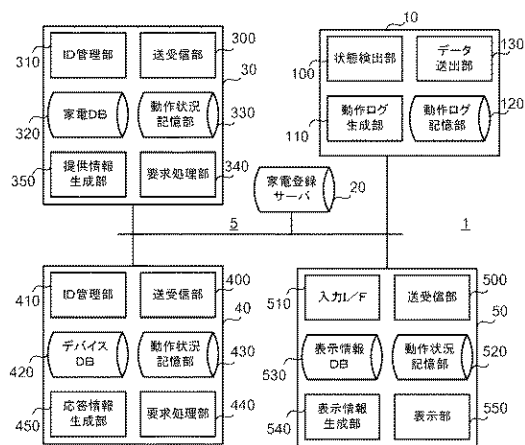 10
310
ID管理部
送受信部
300
30
100
状態検出部
データ
送出部
130
320
家電DB
動作状況
記憶部
330
110
動作ログ
生成部
動作ログ
記憶部
120
350
提供情報
生成部
要求処理部
340
家電登録
サーバ
20
5
1
410
ID管理部
送受信部
400
40
510
入力I/F
送受信部
500
50
420
デバイス
DB
動作状況
記憶部
430
530
表示情報
DB
動作状況
記憶部
520
450
応答情報
生成部
要求処理部
440
540
表示情報
生成部
表示部
550